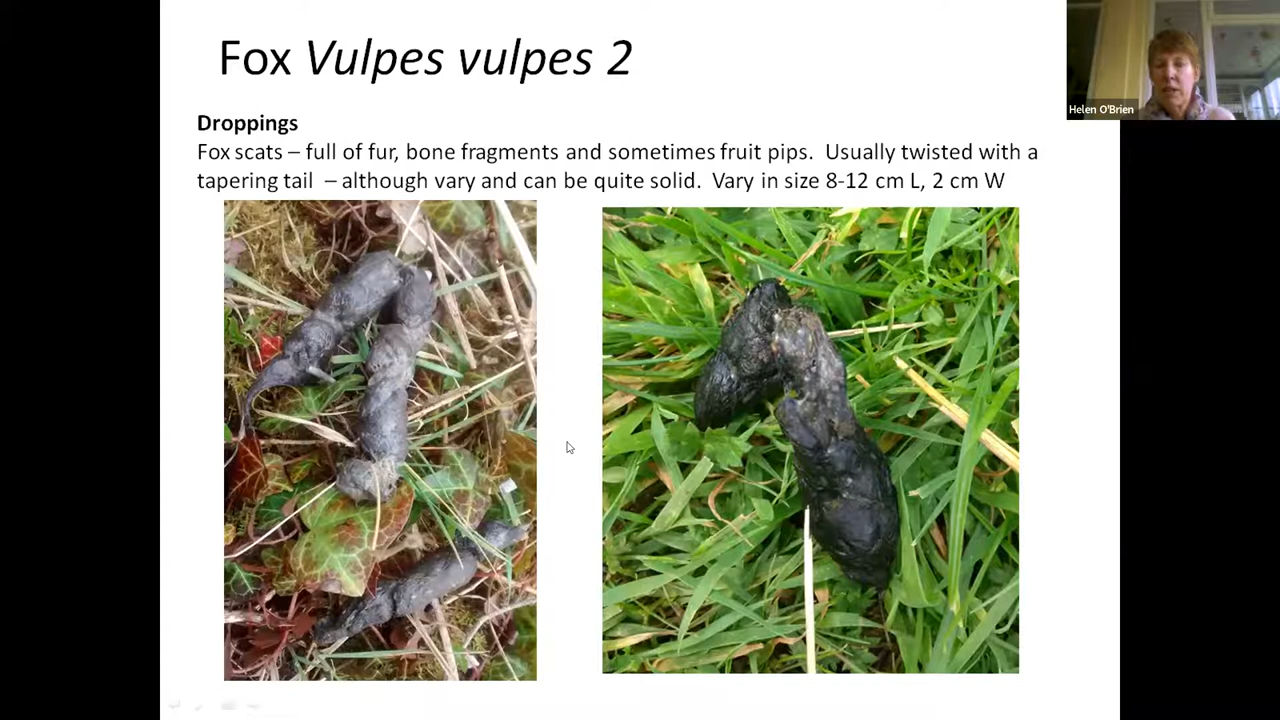 Fox Vulpes vulpes 2
Helen O'Brien
Droppings
Fox scats – full of fur, bone fragments and sometimes fruit pips. Usually twisted with a
tapering tail – although vary and can be quite solid. Vary in size 8-12 cm L, 2 cm W